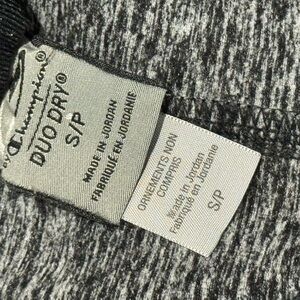 by Champion®
DUO DRY®
S/P
MADE IN JORDAN
FABRIQUÉ EN JORDANIE
ORNEMENTS NON
COMPRIS
Made in Jordan
Fabriqué en Jordanie
S/P